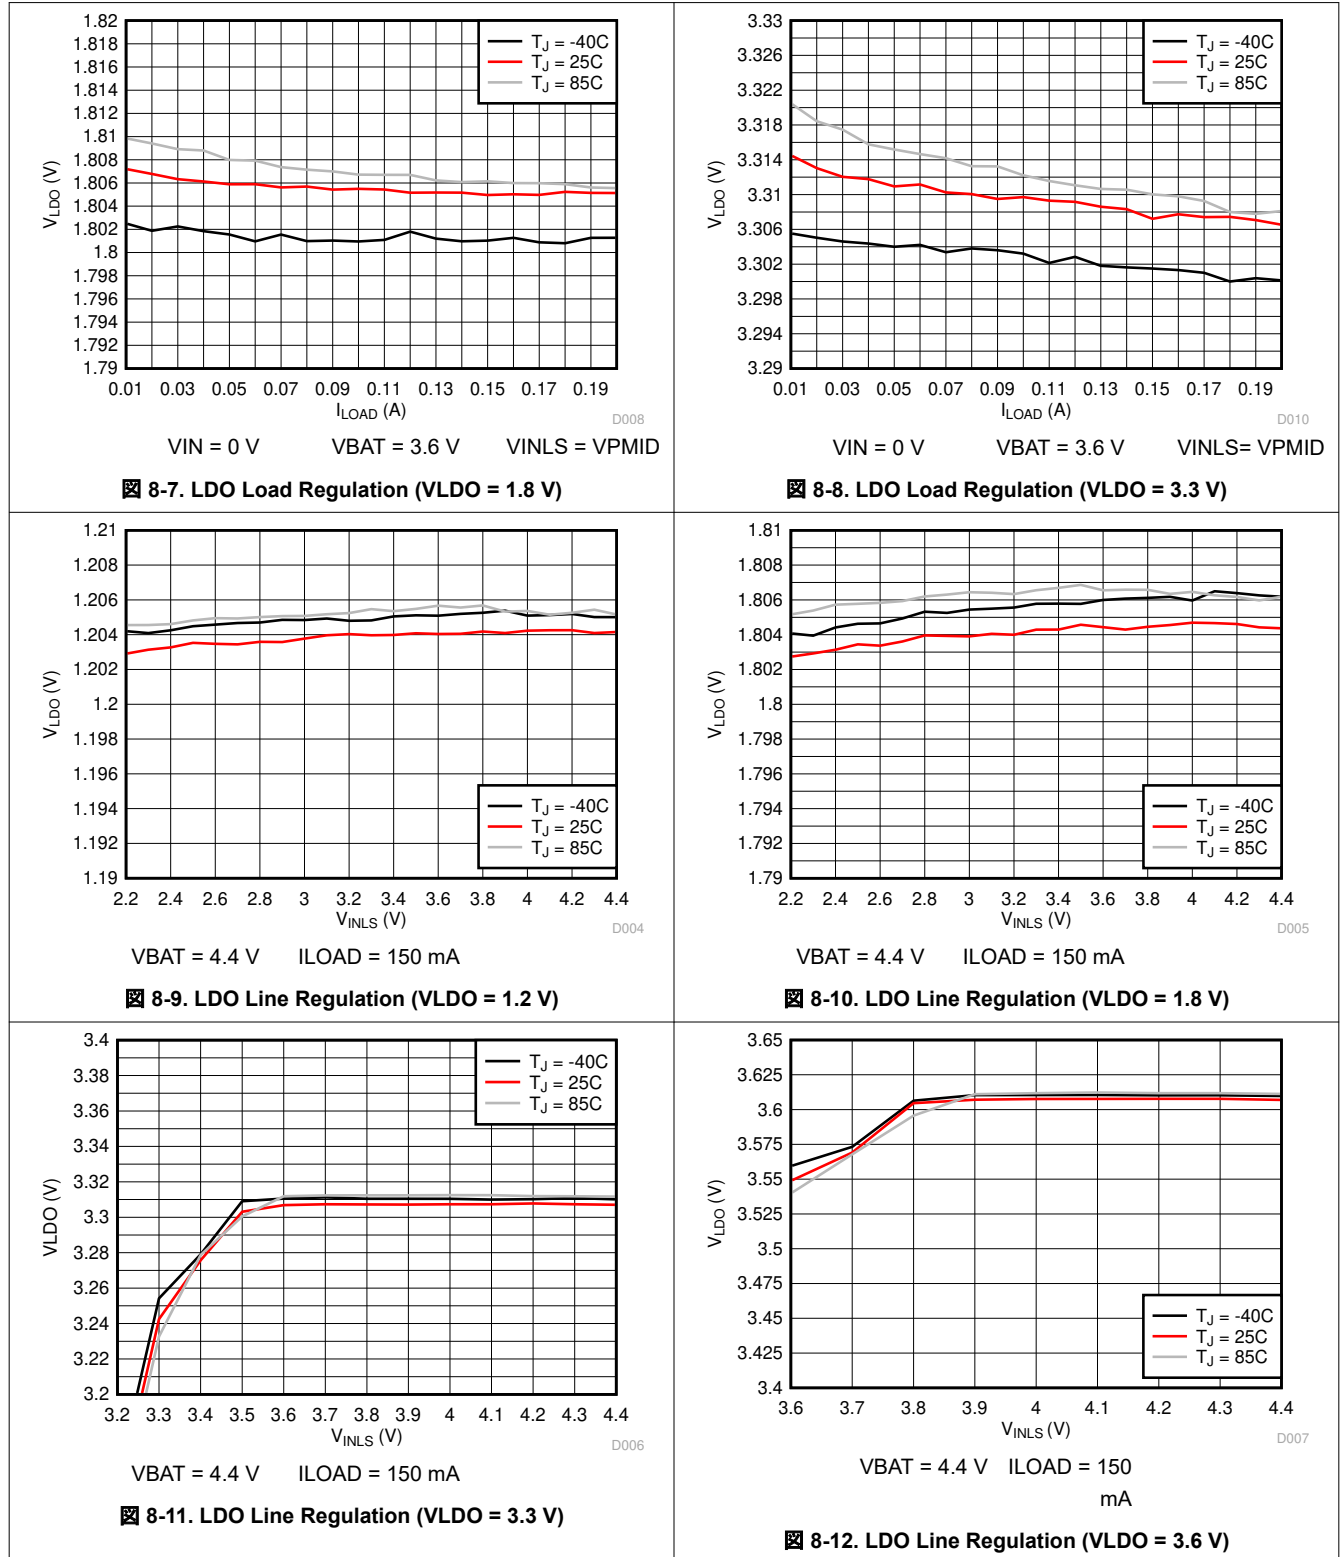 1.82
1.818
1.816
1.814
1.812
1.81
1.808
1.806
1.804
1.802
1.8
1.798
1.796
1.794
1.792
1.79
VLDO (V)
TJ = -40C
TJ = 25C
TJ = 85C
0.01 0.03 0.05 0.07 0.09 0.11 0.13 0.15 0.17 0.19
ILOAD (A)
D008
VIN = 0 V VBAT = 3.6 V VINLS = VPMID
図 8-7. LDO Load Regulation (VLDO = 1.8 V)
3.33
3.326
3.322
3.318
3.314
3.31
3.306
3.302
3.298
3.294
3.29
VLDO (V)
TJ = -40C
TJ = 25C
TJ = 85C
0.01 0.03 0.05 0.07 0.09 0.11 0.13 0.15 0.17 0.19
ILOAD (A)
D010
VIN = 0 V VBAT = 3.6 V VINLS= VPMID
図 8-8. LDO Load Regulation (VLDO = 3.3 V)
1.21
1.208
1.206
1.204
1.202
1.2
1.198
1.196
1.194
1.192
1.19
VLDO (V)
TJ = -40C
TJ = 25C
TJ = 85C
2.2 2.4 2.6 2.8 3 3.2 3.4 3.6 3.8 4 4.2 4.4
VINLS (V)
D004
VBAT = 4.4 V ILOAD = 150 mA
図 8-9. LDO Line Regulation (VLDO = 1.2 V)
1.81
1.808
1.806
1.804
1.802
1.8
1.798
1.796
1.794
1.792
1.79
VLDO (V)
TJ = -40C
TJ = 25C
TJ = 85C
2.2 2.4 2.6 2.8 3 3.2 3.4 3.6 3.8 4 4.2 4.4
VINLS (V)
D005
VBAT = 4.4 V ILOAD = 150 mA
図 8-10. LDO Line Regulation (VLDO = 1.8 V)
3.4
3.38
3.36
3.34
3.32
3.3
3.28
3.26
3.24
3.22
3.2
VLDO (V)
TJ = -40C
TJ = 25C
TJ = 85C
3.2 3.3 3.4 3.5 3.6 3.7 3.8 3.9 4 4.1 4.2 4.3 4.4
VINLS (V)
D006
VBAT = 4.4 V ILOAD = 150 mA
図 8-11. LDO Line Regulation (VLDO = 3.3 V)
3.65
3.625
3.6
3.575
3.55
3.525
3.5
3.475
3.45
3.425
3.4
VLDO (V)
TJ = -40C
TJ = 25C
TJ = 85C
3.6 3.7 3.8 3.9 4 4.1 4.2 4.3 4.4
VINLS (V)
D007
VBAT = 4.4 V ILOAD = 150
mA
図 8-12. LDO Line Regulation (VLDO = 3.6 V)